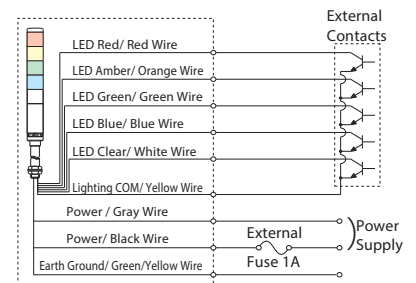 External
Contacts
LED Red/ Red Wire
LED Amber/ Orange Wire
LED Green/ Green Wire
LED Blue/ Blue Wire
LED Clear/ White Wire
Lighting COM/ Yellow Wire
Power / Gray Wire
Power/ Black Wire
External
Fuse 1A
Power
Supply
Earth Ground/ Green/Yellow Wire